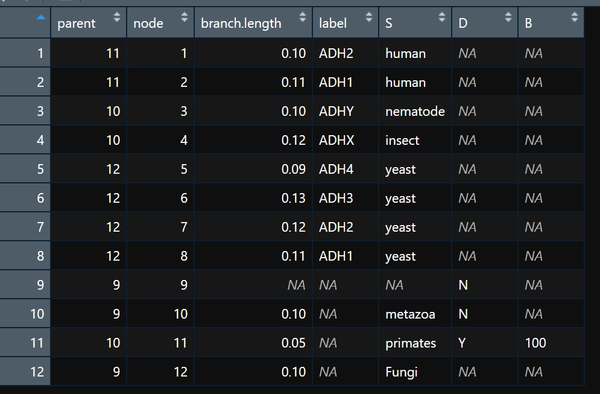 parent node branch.length label S D B
1 11 1 0.10 ADH2 human NA NA
2 11 2 0.11 ADH1 human NA NA
3 10 3 0.10 ADHY nematode NA NA
4 10 4 0.12 ADHX insect NA NA
5 12 5 0.09 ADH4 yeast NA NA
6 12 6 0.13 ADH3 yeast NA NA
7 12 7 0.12 ADH2 yeast NA NA
8 12 8 0.11 ADH1 yeast NA NA
9 9 9 NA NA NA N NA
10 9 10 0.10 NA metazoa N NA
11 10 11 0.05 NA primates Y 100
12 9 12 0.10 NA Fungi NA NA